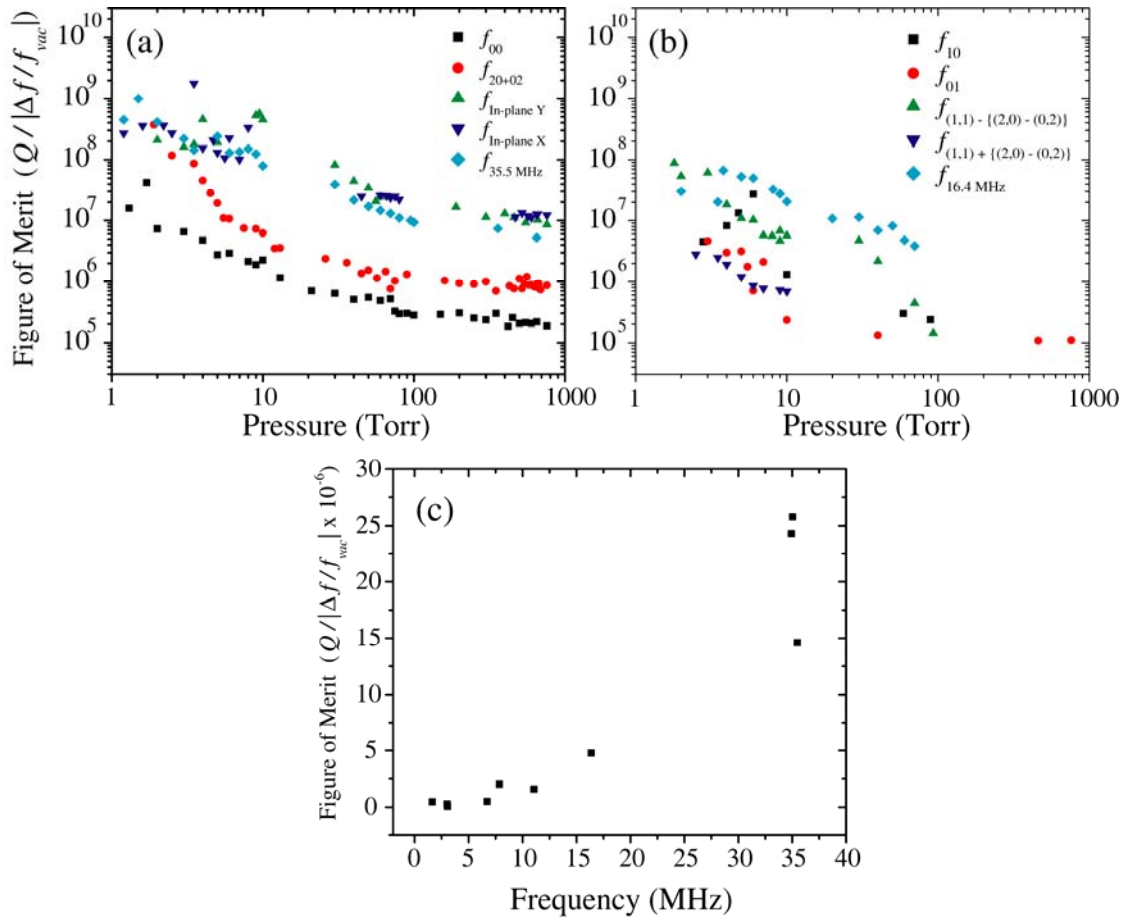 (a)
f00
f20+02
fIn-plane Y
fIn-plane X
f35.5 MHz
Figure of Merit (Q/|Δf/fvac|)
10^10
10^9
10^8
10^7
10^6
10^5
1 10 100 1000
Pressure (Torr)
(b)
f10
f01
f(1,1) - {(2,0) - (0,2)}
f(1,1) + {(2,0) - (0,2)}
f16.4 MHz
10^10
10^9
10^8
10^7
10^6
10^5
1 10 100 1000
Pressure (Torr)
(c)
Figure of Merit (Q/|Δf/fvac| x 10^-6)
30
25
20
15
10
5
0
0 5 10 15 20 25 30 35 40
Frequency (MHz)